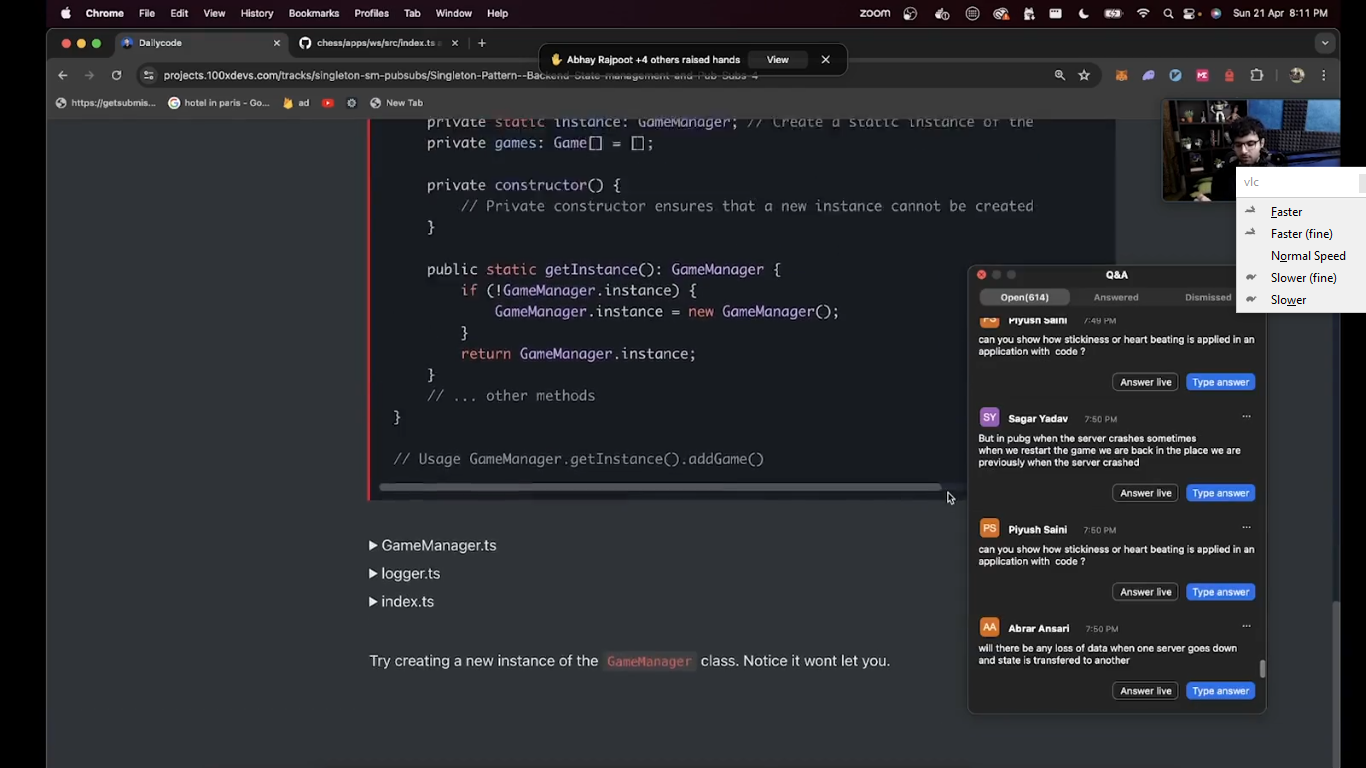 Chrome File Edit View History Bookmarks Profiles Tab Window Help zoom Sun 21 Apr 8:11 PM
Dailycode
chess/apps/ws/src/index.ts
Abhay Rajpoot +4 others raised hands View
projects.100xdevs.com/tracks/singleton-sm-pubsubs/Singleton-Pattern--Backend-State-management-and-Pub-Subs-4
https://getsubmis... hotel in paris - Go... ad New Tab
private static instance: GameManager; // Create a static instance of the
private games: Game[] = [];
private constructor() {
// Private constructor ensures that a new instance cannot be created
}
public static getInstance(): GameManager {
if (!GameManager.instance) {
GameManager.instance = new GameManager();
}
return GameManager.instance;
}
// ... other methods
}
// Usage GameManager.getInstance().addGame()
GameManager.ts
logger.ts
index.ts
Try creating a new instance of the GameManager class. Notice it wont let you.
vlc
Faster
Faster (fine)
Normal Speed
Slower (fine)
Slower
Q&A
Open(614) Answered Dismissed
PS Piyush Saini 7:49 PM
can you show how stickiness or heart beating is applied in an
application with code ?
Answer live Type answer
SY Sagar Yadav 7:50 PM
But in pubg when the server crashes sometimes
when we restart the game we are back in the place we are
previously when the server crashed
Answer live Type answer
PS Piyush Saini 7:50 PM
can you show how stickiness or heart beating is applied in an
application with code ?
Answer live Type answer
AA Abrar Ansari 7:50 PM
will there be any loss of data when one server goes down
and state is transfered to another
Answer live Type answer